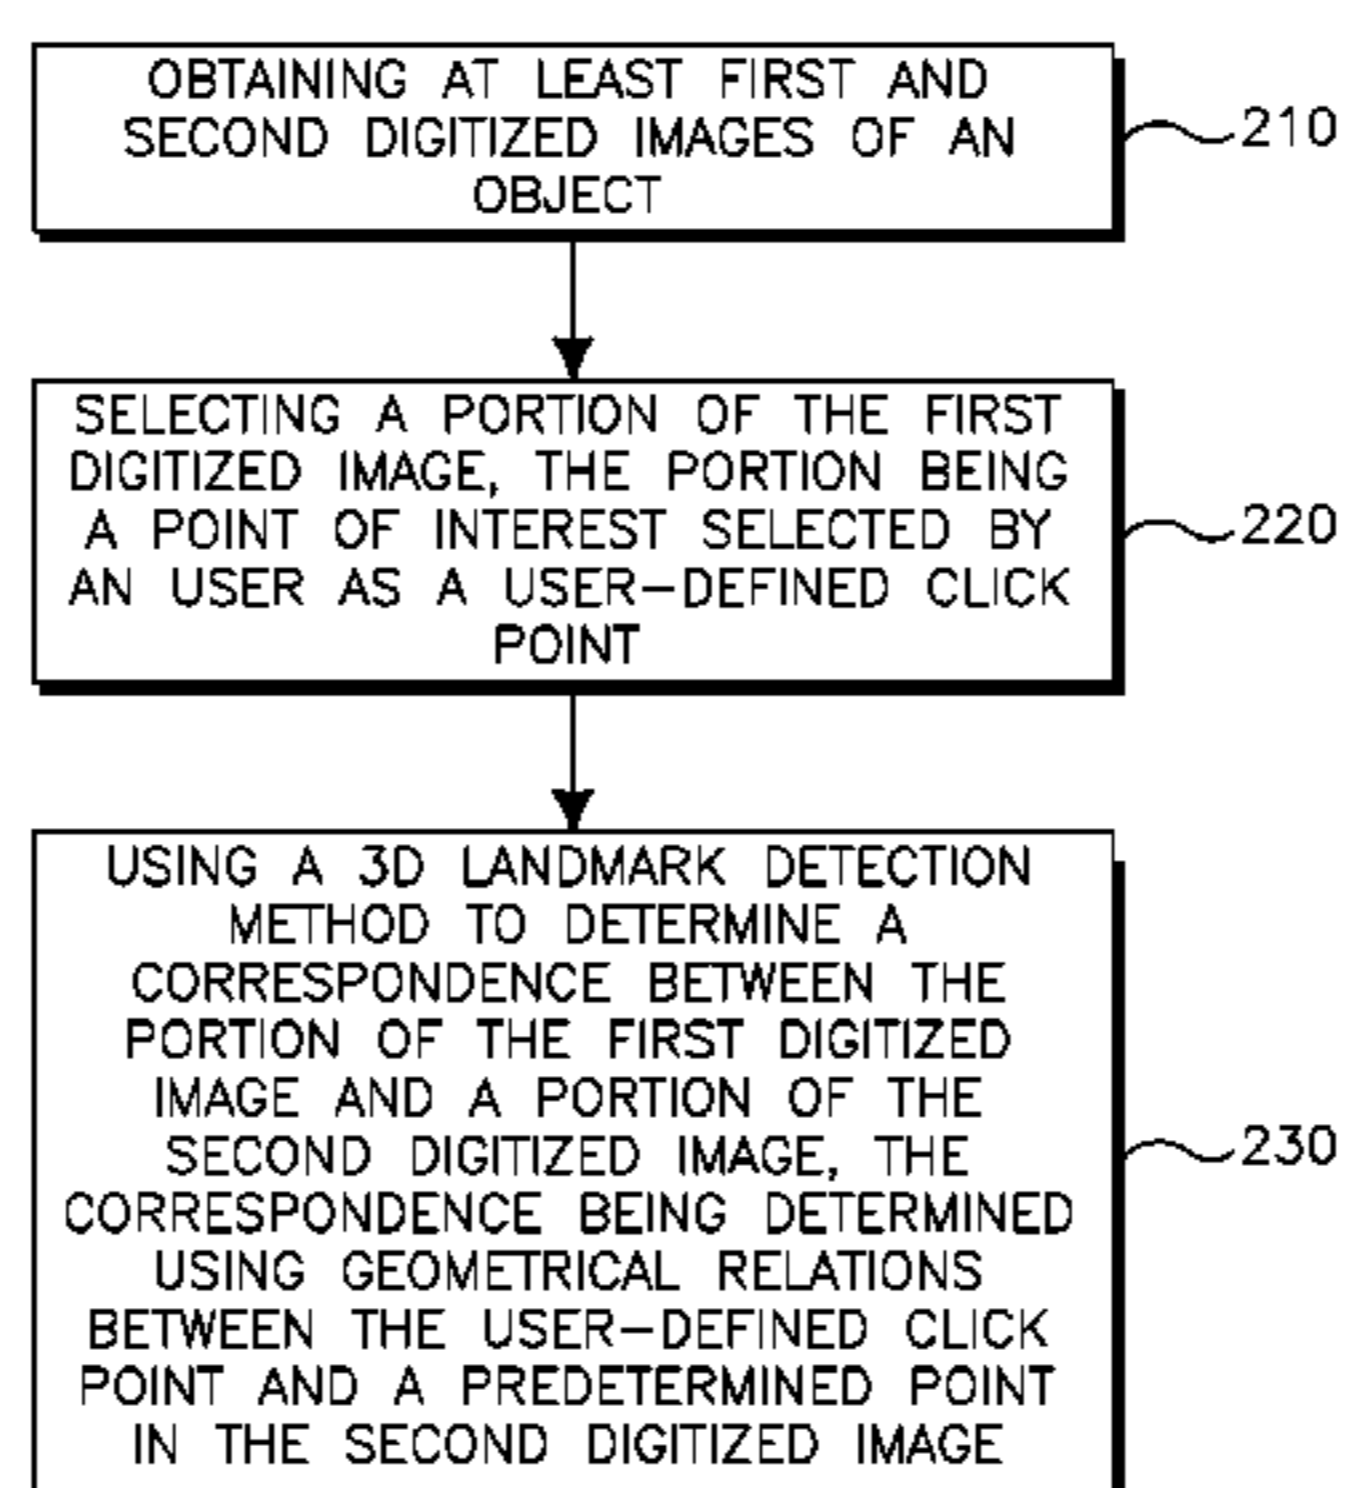 OBTAINING AT LEAST FIRST AND
SECOND DIGITIZED IMAGES OF AN
OBJECT
210
SELECTING A PORTION OF THE FIRST
DIGITIZED IMAGE, THE PORTION BEING
A POINT OF INTEREST SELECTED BY
AN USER AS A USER-DEFINED CLICK
POINT
220
USING A 3D LANDMARK DETECTION
METHOD TO DETERMINE A
CORRESPONDENCE BETWEEN THE
PORTION OF THE FIRST DIGITIZED
IMAGE AND A PORTION OF THE
SECOND DIGITIZED IMAGE, THE
CORRESPONDENCE BEING DETERMINED
USING GEOMETRICAL RELATIONS
BETWEEN THE USER-DEFINED CLICK
POINT AND A PREDETERMINED POINT
IN THE SECOND DIGITIZED IMAGE
230